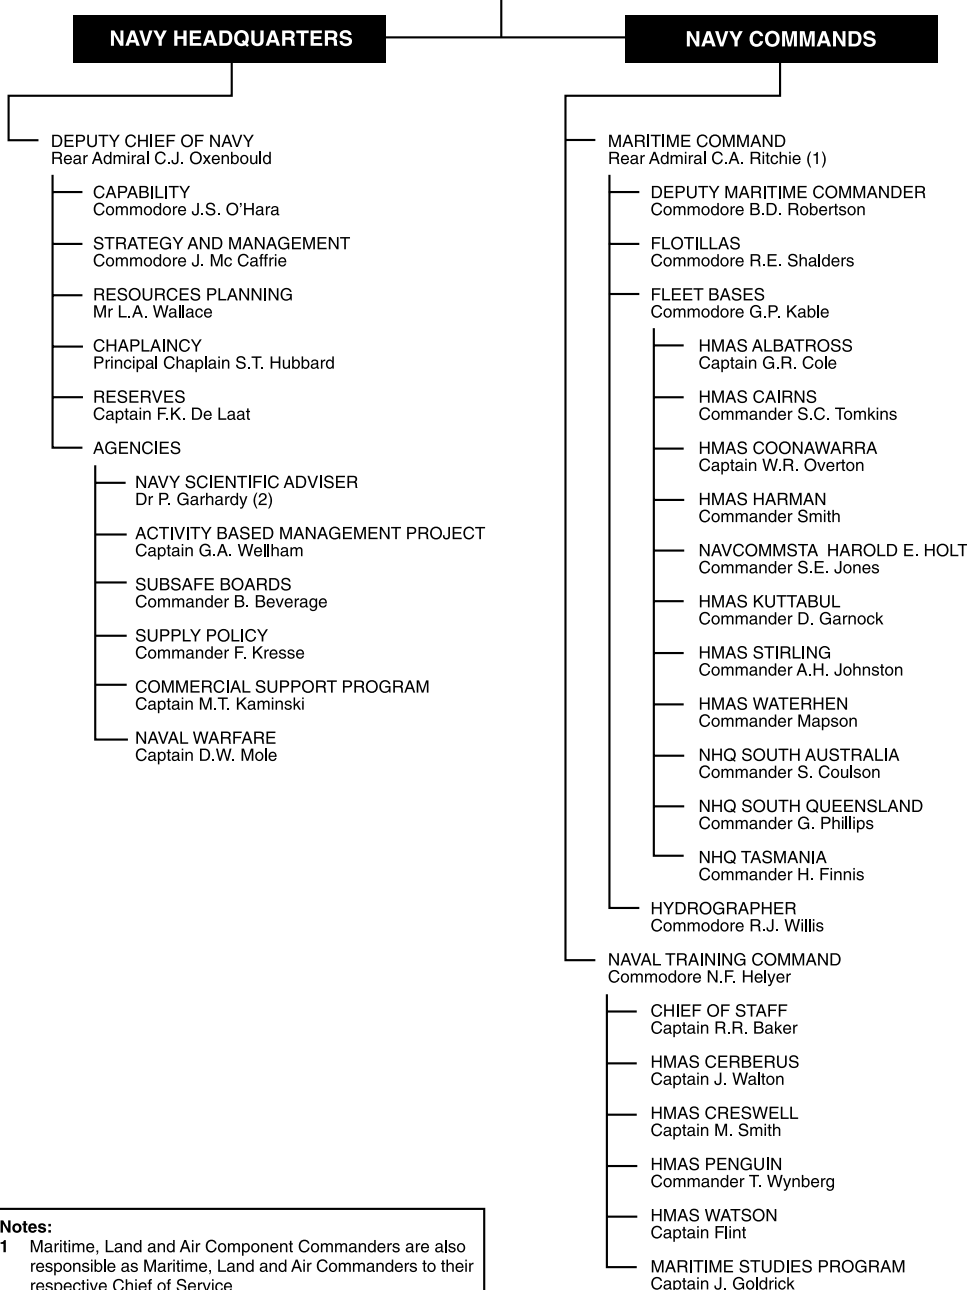 NAVY HEADQUARTERS
DEPUTY CHIEF OF NAVY
Rear Admiral C.J. Oxenbould
CAPABILITY
Commodore J.S. O'Hara
STRATEGY AND MANAGEMENT
Commodore J. Mc Caffrie
RESOURCES PLANNING
Mr L.A. Wallace
CHAPLAINCY
Principal Chaplain S.T. Hubbard
RESERVES
Captain F.K. De Laat
AGENCIES
NAVY SCIENTIFIC ADVISER
Dr P. Garhardy (2)
ACTIVITY BASED MANAGEMENT PROJECT
Captain G.A. Wellham
SUBSAFE BOARDS
Commander B. Beverage
SUPPLY POLICY
Commander F. Kresse
COMMERCIAL SUPPORT PROGRAM
Captain M.T. Kaminski
NAVAL WARFARE
Captain D.W. Mole
NAVY COMMANDS
MARITIME COMMAND
Rear Admiral C.A. Ritchie (1)
DEPUTY MARITIME COMMANDER
Commodore B.D. Robertson
FLOTILLAS
Commodore R.E. Shalders
FLEET BASES
Commodore G.P. Kable
HMAS ALBATROSS
Captain G.R. Cole
HMAS CAIRNS
Commander S.C. Tomkins
HMAS COONAWARRA
Captain W.R. Overton
HMAS HARMAN
Commander Smith
NAVCOMMSTA HAROLD E. HOLT
Commander S.E. Jones
HMAS KUTTABUL
Commander D. Garnock
HMAS STIRLING
Commander A.H. Johnston
HMAS WATERHEN
Commander Mapson
NHQ SOUTH AUSTRALIA
Commander S. Coulson
NHQ SOUTH QUEENSLAND
Commander G. Phillips
NHQ TASMANIA
Commander H. Finnis
HYDROGRAPHER
Commodore R.J. Willis
NAVAL TRAINING COMMAND
Commodore N.F. Helyer
CHIEF OF STAFF
Captain R.R. Baker
HMAS CERBERUS
Captain J. Walton
HMAS CRESWELL
Captain M. Smith
HMAS PENGUIN
Commander T. Wynberg
HMAS WATSON
Captain Flint
MARITIME STUDIES PROGRAM
Captain J. Goldrick
Notes:
1 Maritime, Land and Air Component Commanders are also
responsible as Maritime, Land and Air Commanders to their
respective Chief of Service